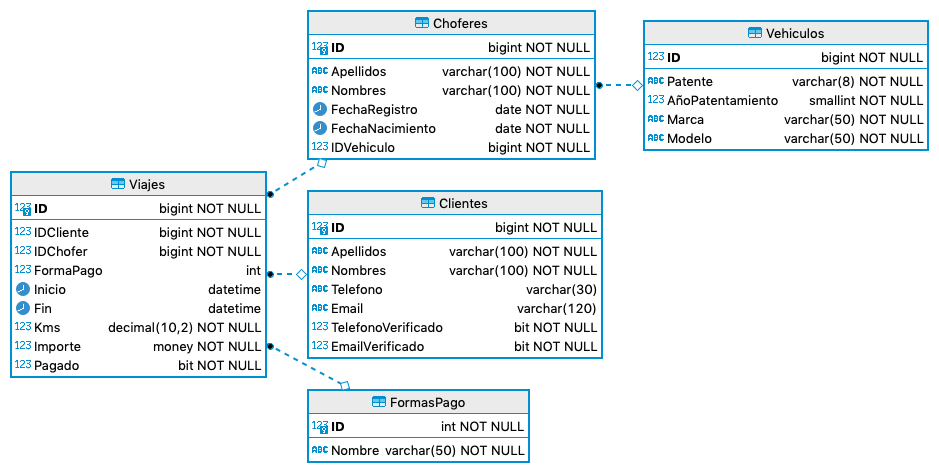 Choferes
123 ID bigint NOT NULL
ABC Apellidos varchar(100) NOT NULL
ABC Nombres varchar(100) NOT NULL
FechaRegistro date NOT NULL
FechaNacimiento date NOT NULL
123 IDVehiculo bigint NOT NULL
Vehiculos
123 ID bigint NOT NULL
ABC Patente varchar(8) NOT NULL
123 AñoPatentamiento smallint NOT NULL
ABC Marca varchar(50) NOT NULL
ABC Modelo varchar(50) NOT NULL
Viajes
123 ID bigint NOT NULL
123 IDCliente bigint NOT NULL
123 IDChofer bigint NOT NULL
123 FormaPago int
Inicio datetime
Fin datetime
123 Kms decimal(10,2) NOT NULL
123 Importe money NOT NULL
123 Pagado bit NOT NULL
Clientes
123 ID bigint NOT NULL
ABC Apellidos varchar(100) NOT NULL
ABC Nombres varchar(100) NOT NULL
ABC Telefono varchar(30)
ABC Email varchar(120)
123 TelefonoVerificado bit NOT NULL
123 EmailVerificado bit NOT NULL
FormasPago
123 ID int NOT NULL
ABC Nombre varchar(50) NOT NULL